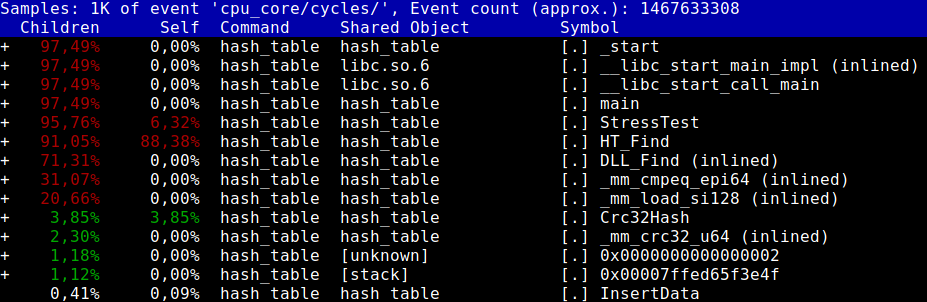 Samples: 1K of event 'cpu_core/cycles/', Event count (approx.): 1467633308
Children Self Command Shared Object Symbol
+ 97,49% 0,00% hash_table hash_table [.] _start
+ 97,49% 0,00% hash_table libc.so.6 [.] __libc_start_main_impl (inlined)
+ 97,49% 0,00% hash_table libc.so.6 [.] __libc_start_call_main
+ 97,49% 0,00% hash_table hash_table [.] main
+ 95,76% 6,32% hash_table hash_table [.] StressTest
+ 91,05% 88,38% hash_table hash_table [.] HT_Find
+ 71,31% 0,00% hash_table hash_table [.] DLL_Find (inlined)
+ 31,07% 0,00% hash_table hash_table [.] _mm_cmpeq_epi64 (inlined)
+ 20,66% 0,00% hash_table hash_table [.] _mm_load_si128 (inlined)
+ 3,85% 3,85% hash_table hash_table [.] Crc32Hash
+ 2,30% 0,00% hash_table hash_table [.] _mm_crc32_u64 (inlined)
+ 1,18% 0,00% hash_table [unknown] [.] 0x0000000000000002
+ 1,12% 0,00% hash_table [stack] [.] 0x00007ffed65f3e4f
0,41% 0,09% hash_table hash_table [.] InsertData